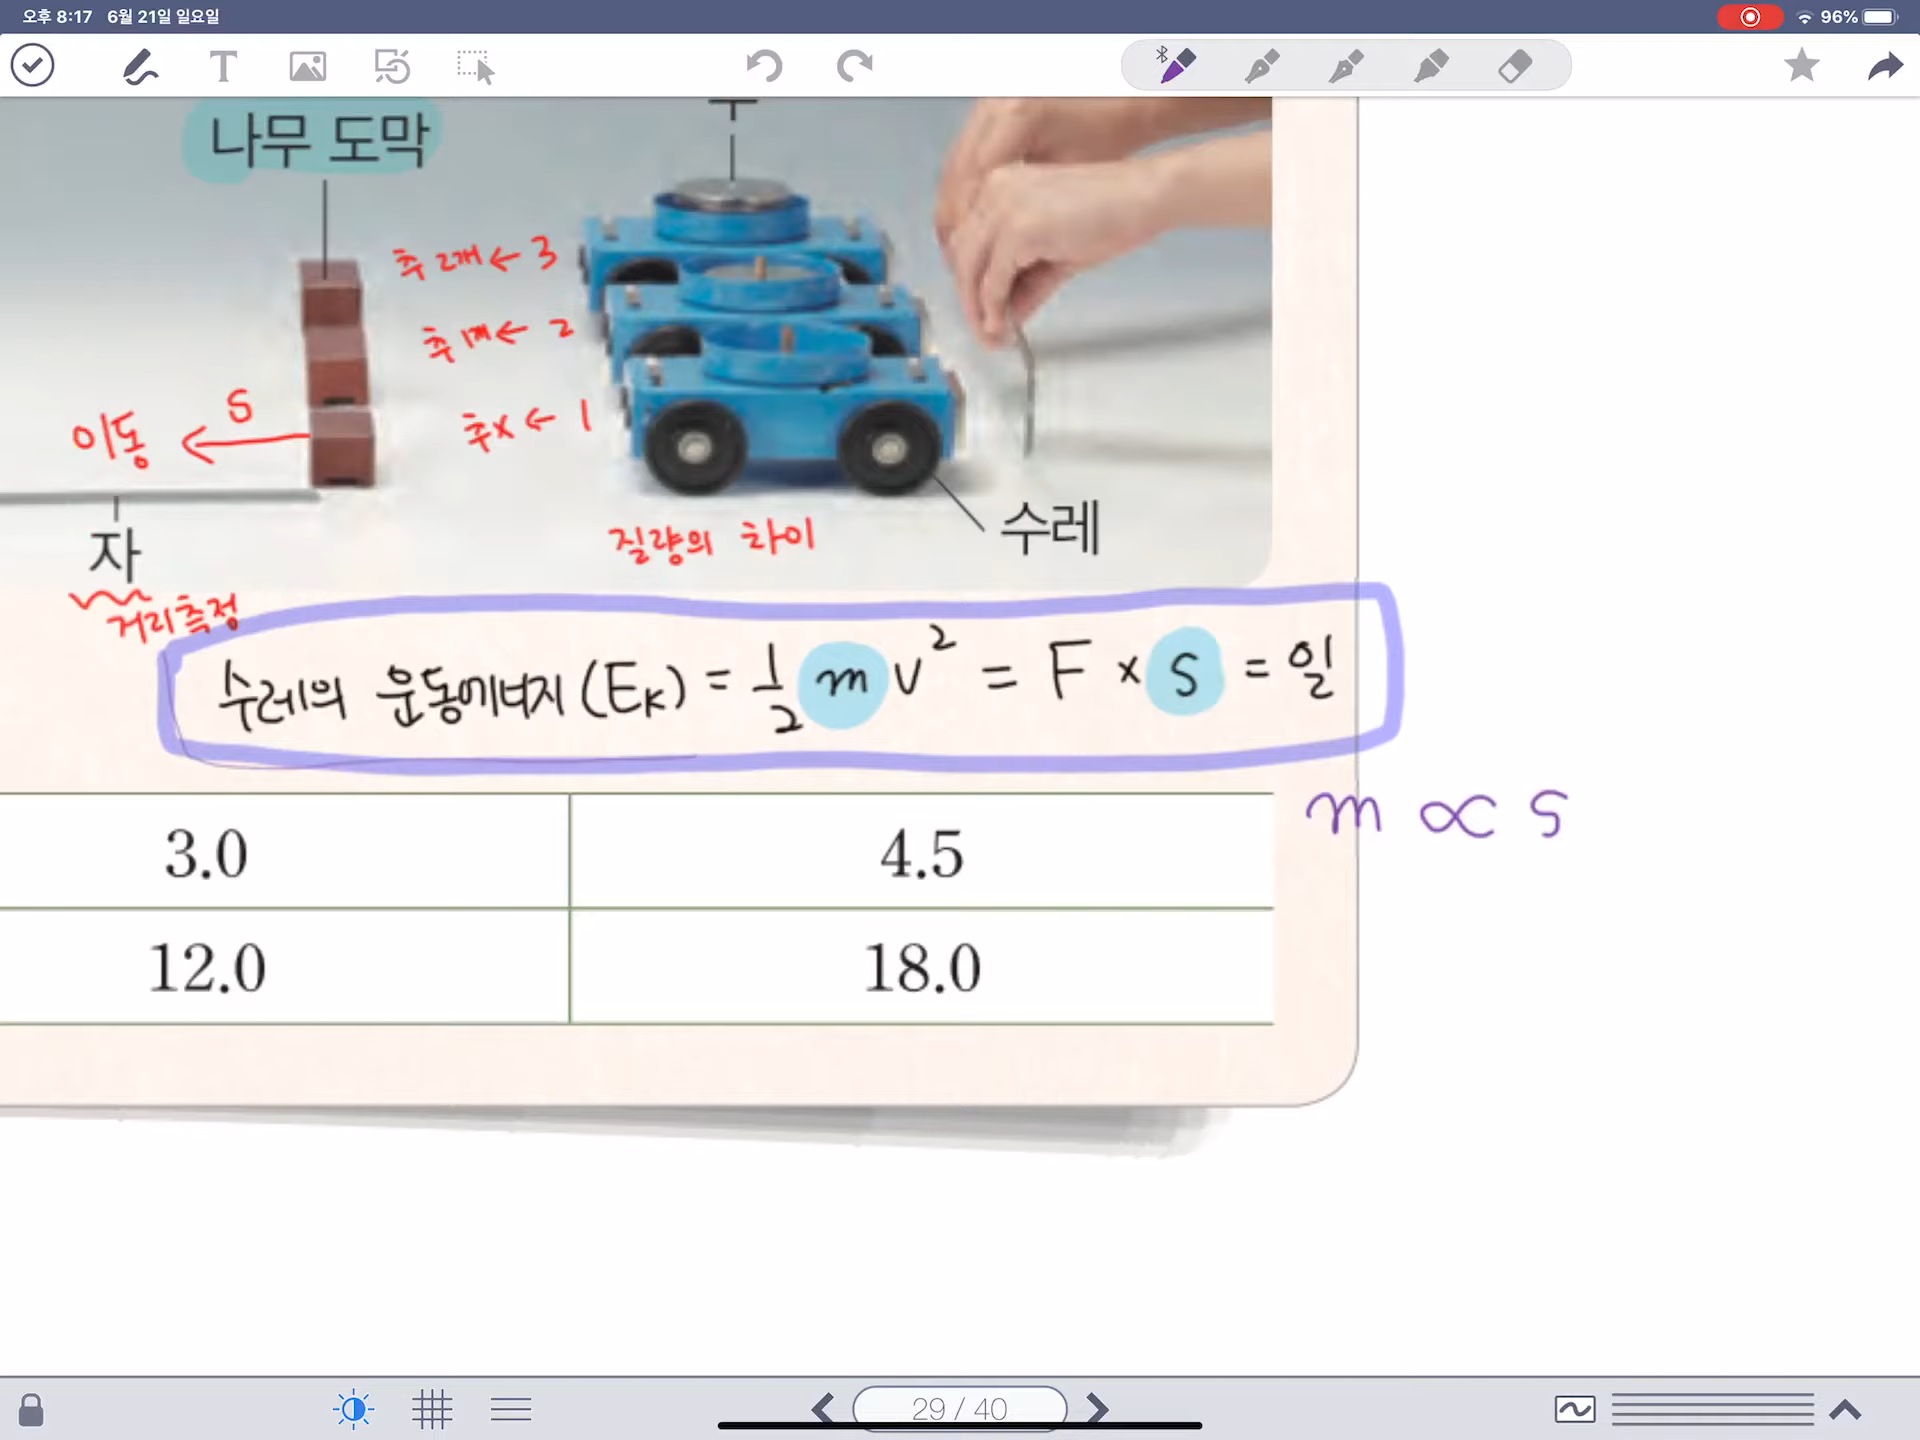 오후 8:17 6월 21일 일요일
96%
T
나무 도막
추 2개 ← 3
추 1개 ← 2
추 X ← 1
이동 ← S
자
거리측정
질량의 차이
수레
수레의 운동에너지 (Eₖ) = 1/2 m v² = F × s = 일
m ∝ s
3.0 4.5
12.0 18.0
29 / 40